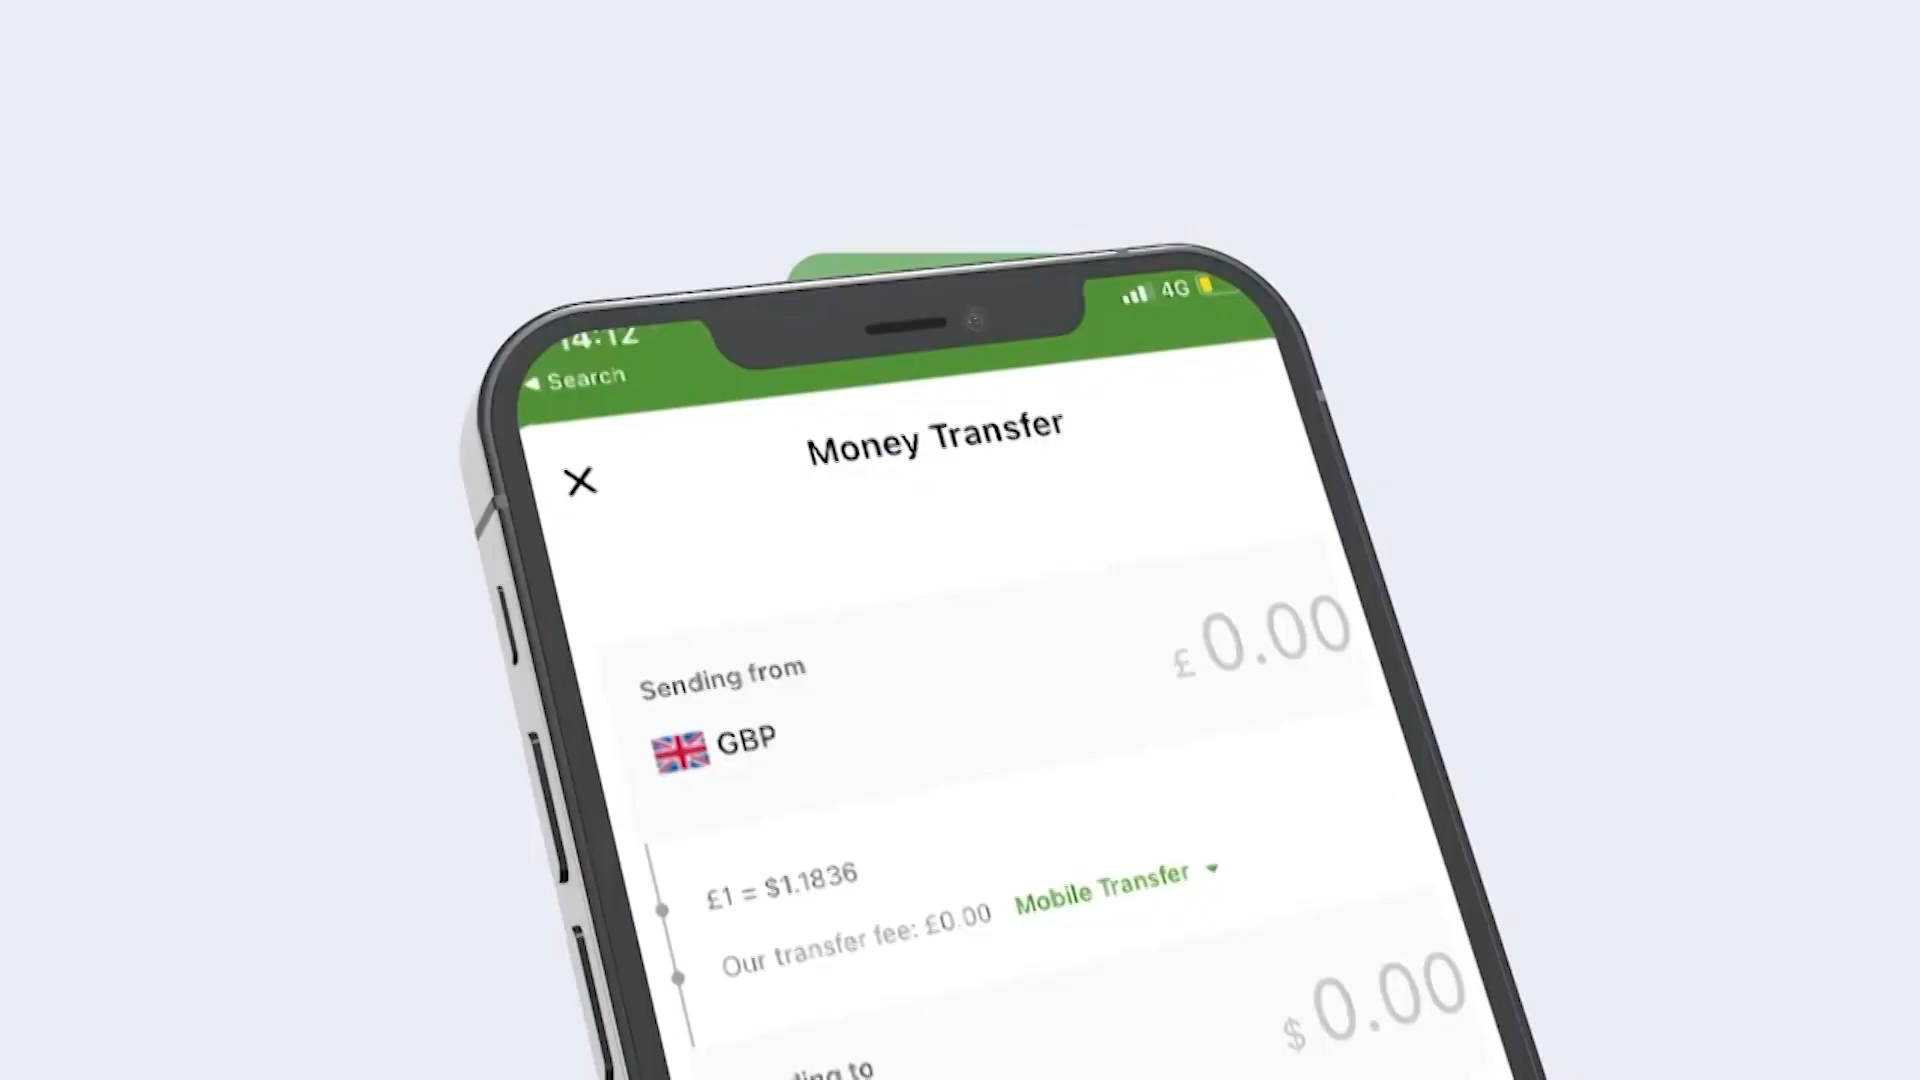 14:12
4G
Search
Money Transfer
Sending from
£ 0.00
GBP
£1 = $1.1836
Our transfer fee: £0.00 Mobile Transfer
$ 0.00
to